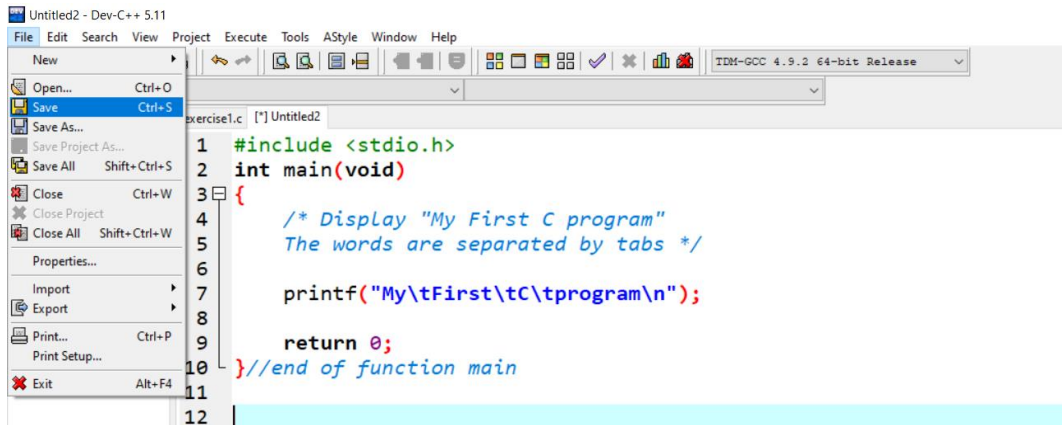 Untitled2 - Dev-C++ 5.11
File Edit Search View Project Execute Tools AStyle Window Help
New
TDM-GCC 4.9.2 64-bit Release
Open... Ctrl+O
Save Ctrl+S
exercise1.c [*] Untitled2
Save As...
Save Project As...
Save All Shift+Ctrl+S
Close Ctrl+W
Close Project
Close All Shift+Ctrl+W
Properties...
Import
Export
Print... Ctrl+P
Print Setup...
Exit Alt+F4
1 #include <stdio.h>
2 int main(void)
3 {
4 /* Display "My First C program"
5 The words are separated by tabs */
6
7 printf("My\tFirst\tC\tprogram\n");
8
9 return 0;
10 }//end of function main
11
12